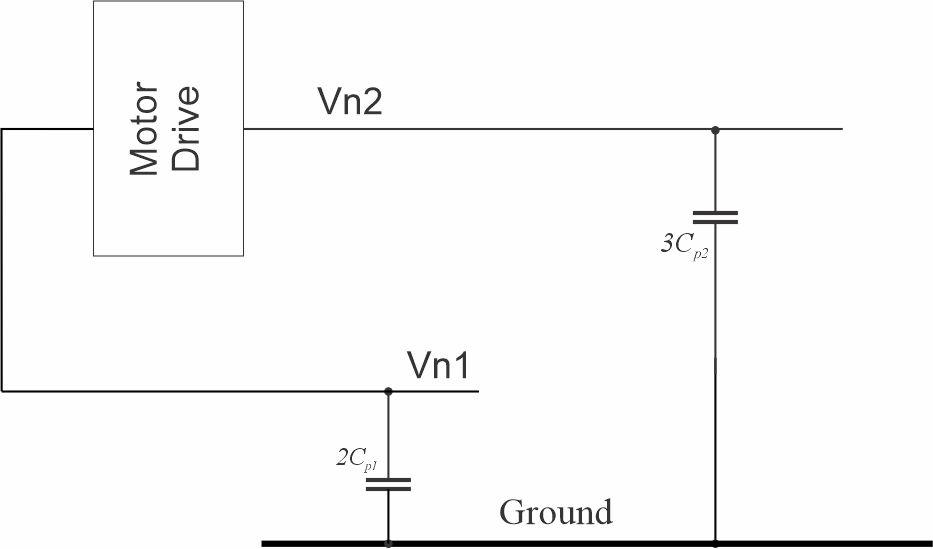 Motor
Drive
Vn2
3Cp2
Vn1
2Cp1
Ground